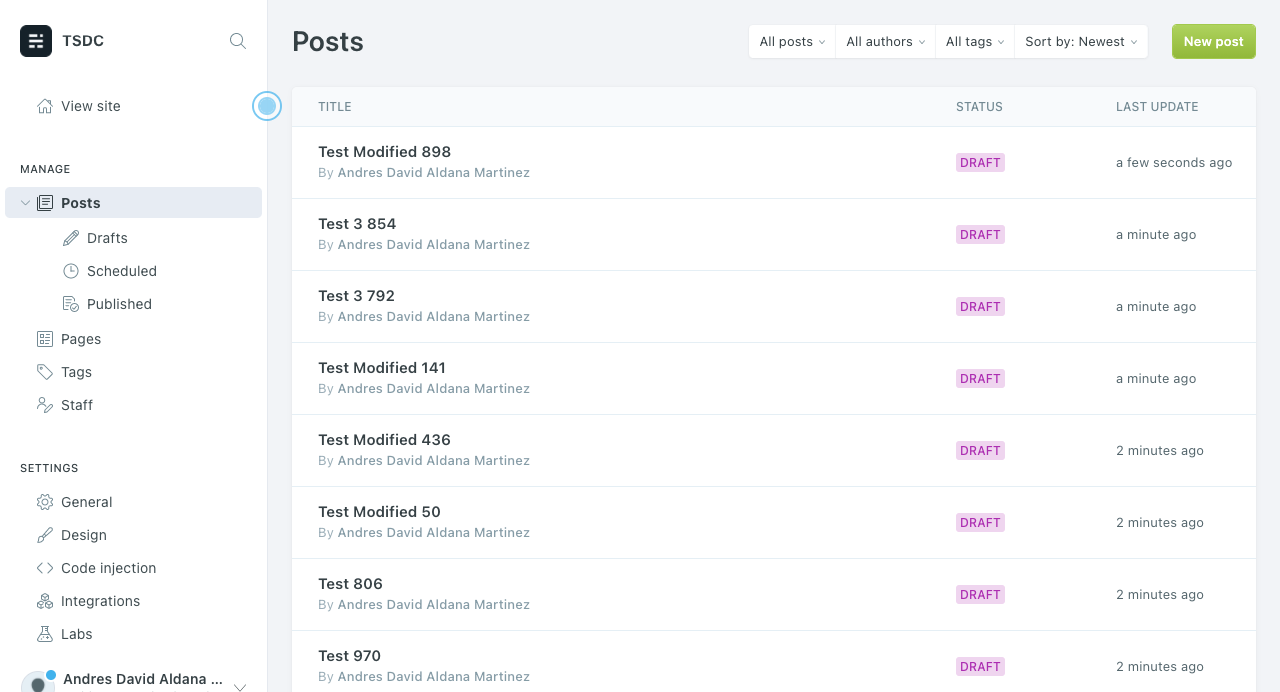 TSDC
View site
MANAGE
Posts
Drafts
Scheduled
Published
Pages
Tags
Staff
SETTINGS
General
Design
Code injection
Integrations
Labs
Andres David Aldana ...
Posts
All posts
All authors
All tags
Sort by: Newest
New post
TITLE STATUS LAST UPDATE
Test Modified 898
By Andres David Aldana Martinez
DRAFT
a few seconds ago
Test 3 854
By Andres David Aldana Martinez
DRAFT
a minute ago
Test 3 792
By Andres David Aldana Martinez
DRAFT
a minute ago
Test Modified 141
By Andres David Aldana Martinez
DRAFT
a minute ago
Test Modified 436
By Andres David Aldana Martinez
DRAFT
2 minutes ago
Test Modified 50
By Andres David Aldana Martinez
DRAFT
2 minutes ago
Test 806
By Andres David Aldana Martinez
DRAFT
2 minutes ago
Test 970
By Andres David Aldana Martinez
DRAFT
2 minutes ago